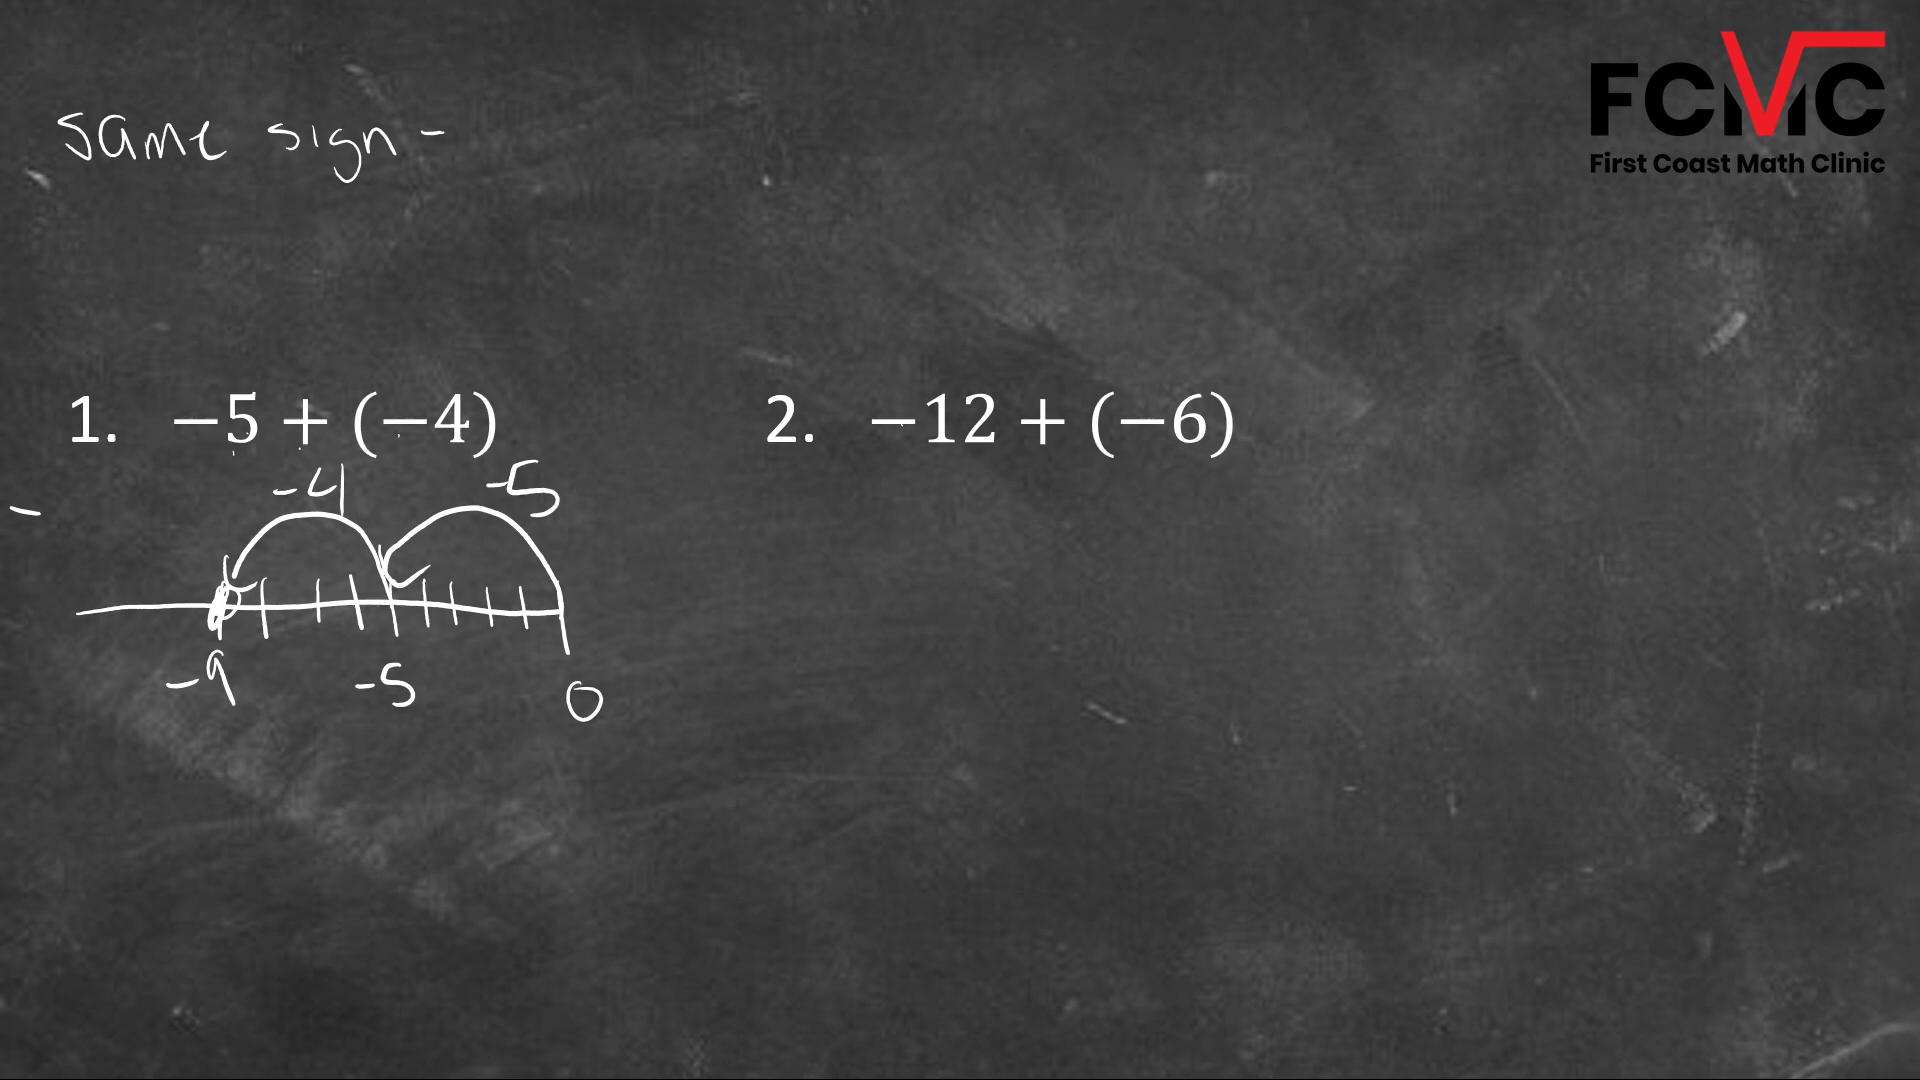 FCMC
First Coast Math Clinic
same sign -
1. −5 + (−4)
2. −12 + (−6)
-4 -5
-9 -5 0